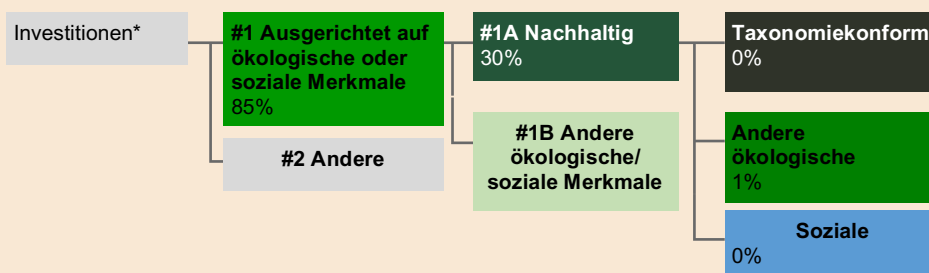 Investitionen*
#1 Ausgerichtet auf
ökologische oder
soziale Merkmale
85%
#2 Andere
#1A Nachhaltig
30%
#1B Andere
ökologische/
soziale Merkmale
Taxonomiekonform
0%
Andere
ökologische
1%
Soziale
0%